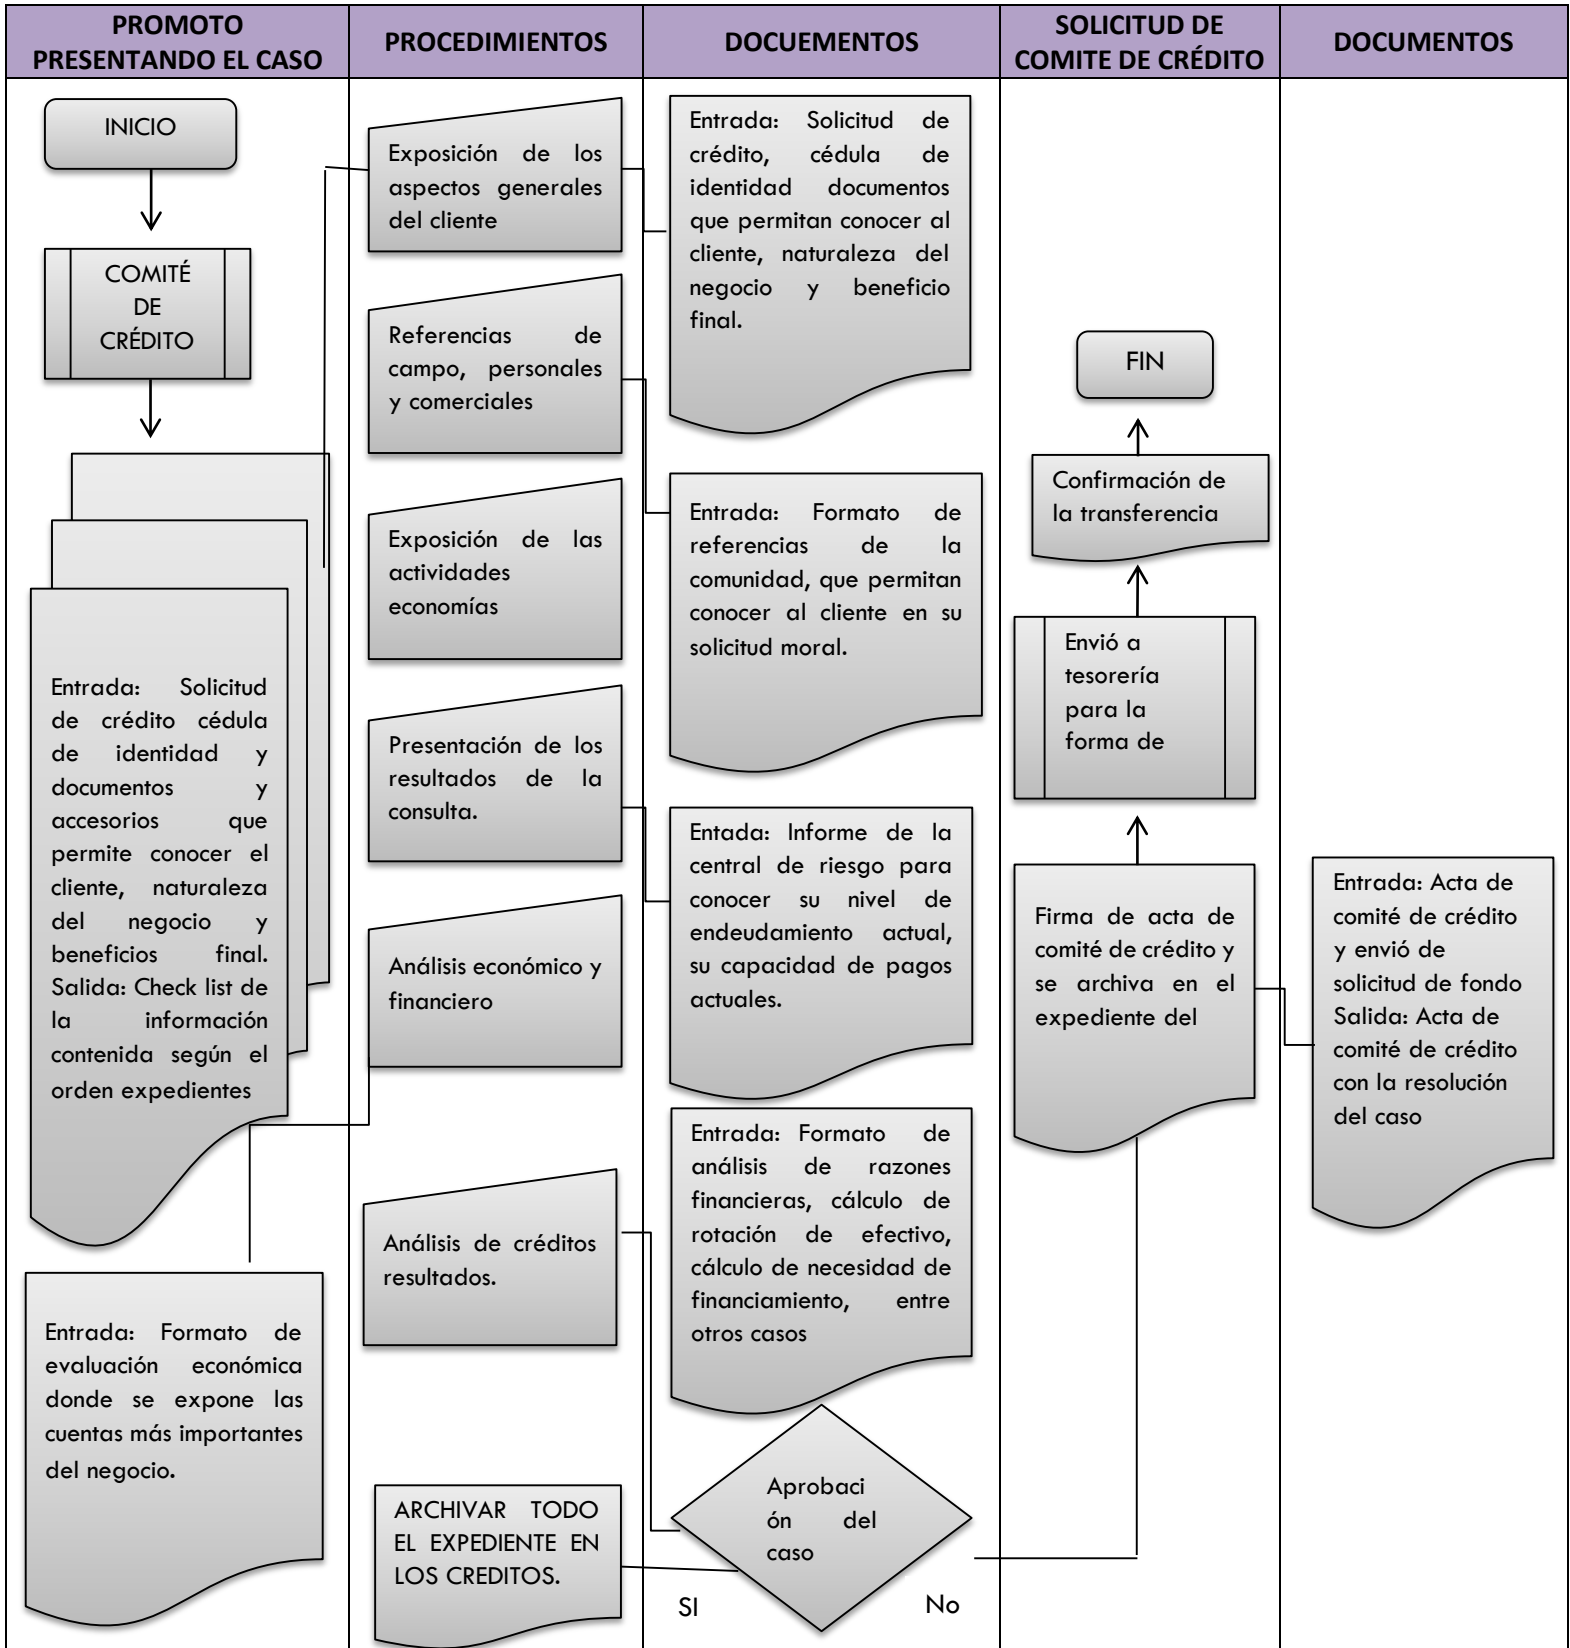 PROMOTO
PRESENTANDO EL CASO
PROCEDIMIENTOS
DOCUEMENTOS
SOLICITUD DE
COMITE DE CRÉDITO
DOCUMENTOS
INICIO
COMITÉ
DE
CRÉDITO
Entrada: Solicitud
de crédito cédula
de identidad y
documentos y
accesorios que
permite conocer el
cliente, naturaleza
del negocio y
beneficios final.
Salida: Check list de
la información
contenida según el
orden expedientes
Entrada: Formato de
evaluación económica
donde se expone las
cuentas más importantes
del negocio.
Exposición de los
aspectos generales
del cliente
Referencias de
campo, personales
y comerciales
Exposición de las
actividades
economías
Presentación de los
resultados de la
consulta.
Análisis económico y
financiero
Análisis de créditos
resultados.
ARCHIVAR TODO
EL EXPEDIENTE EN
LOS CREDITOS.
Entrada: Solicitud de
crédito, cédula de
identidad documentos
que permitan conocer al
cliente, naturaleza del
negocio y beneficio
final.
Entrada: Formato de
referencias de la
comunidad, que permitan
conocer al cliente en su
solicitud moral.
Entada: Informe de la
central de riesgo para
conocer su nivel de
endeudamiento actual,
su capacidad de pagos
actuales.
Entrada: Formato de
análisis de razones
financieras, cálculo de
rotación de efectivo,
cálculo de necesidad de
financiamiento, entre
otros casos
Aprobaci
ón del
caso
SI
No
FIN
Confirmación de
la transferencia
Envió a
tesorería
para la
forma de
Firma de acta de
comité de crédito y
se archiva en el
expediente del
Entrada: Acta de
comité de crédito
y envió de
solicitud de fondo
Salida: Acta de
comité de crédito
con la resolución
del caso